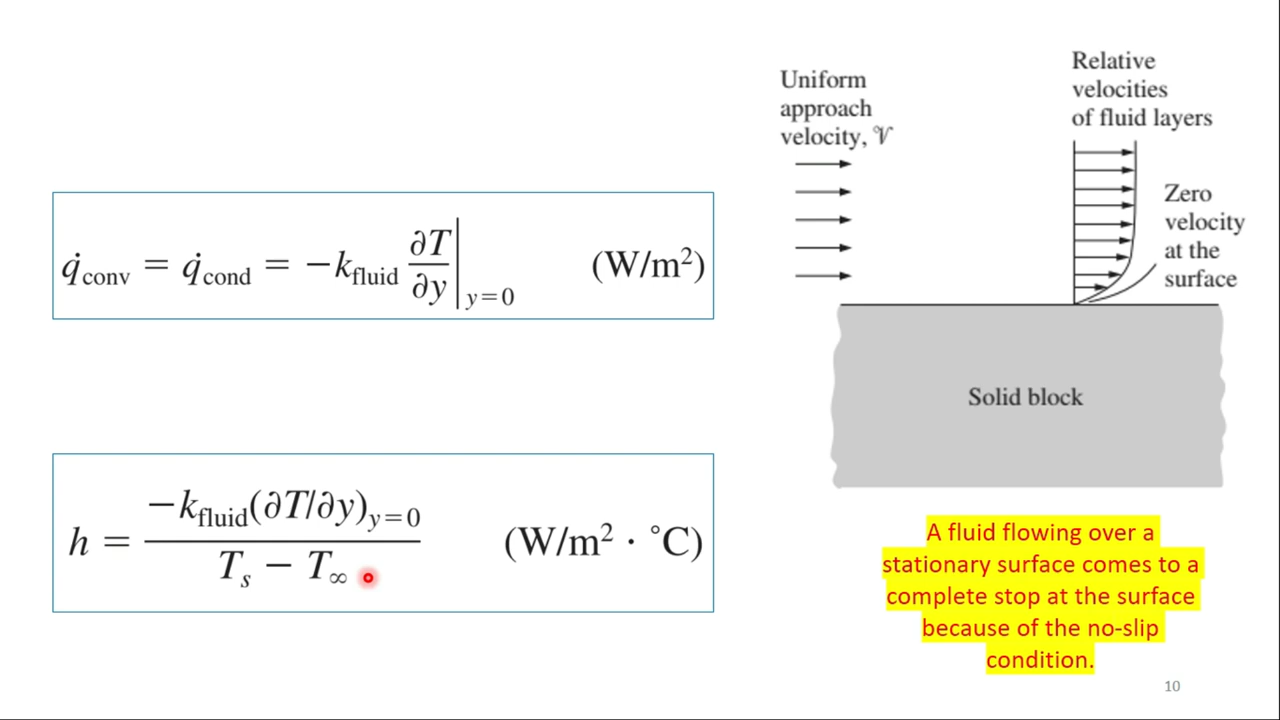 Uniform
approach
velocity, 𝒱
Relative
velocities
of fluid layers
Zero
velocity
at the
surface
Solid block
q̇conv = q̇cond = −kfluid ∂T/∂y |y=0 (W/m²)
h = −kfluid(∂T/∂y)y=0 / Ts − T∞ (W/m² · °C)
A fluid flowing over a
stationary surface comes to a
complete stop at the surface
because of the no-slip
condition.
10